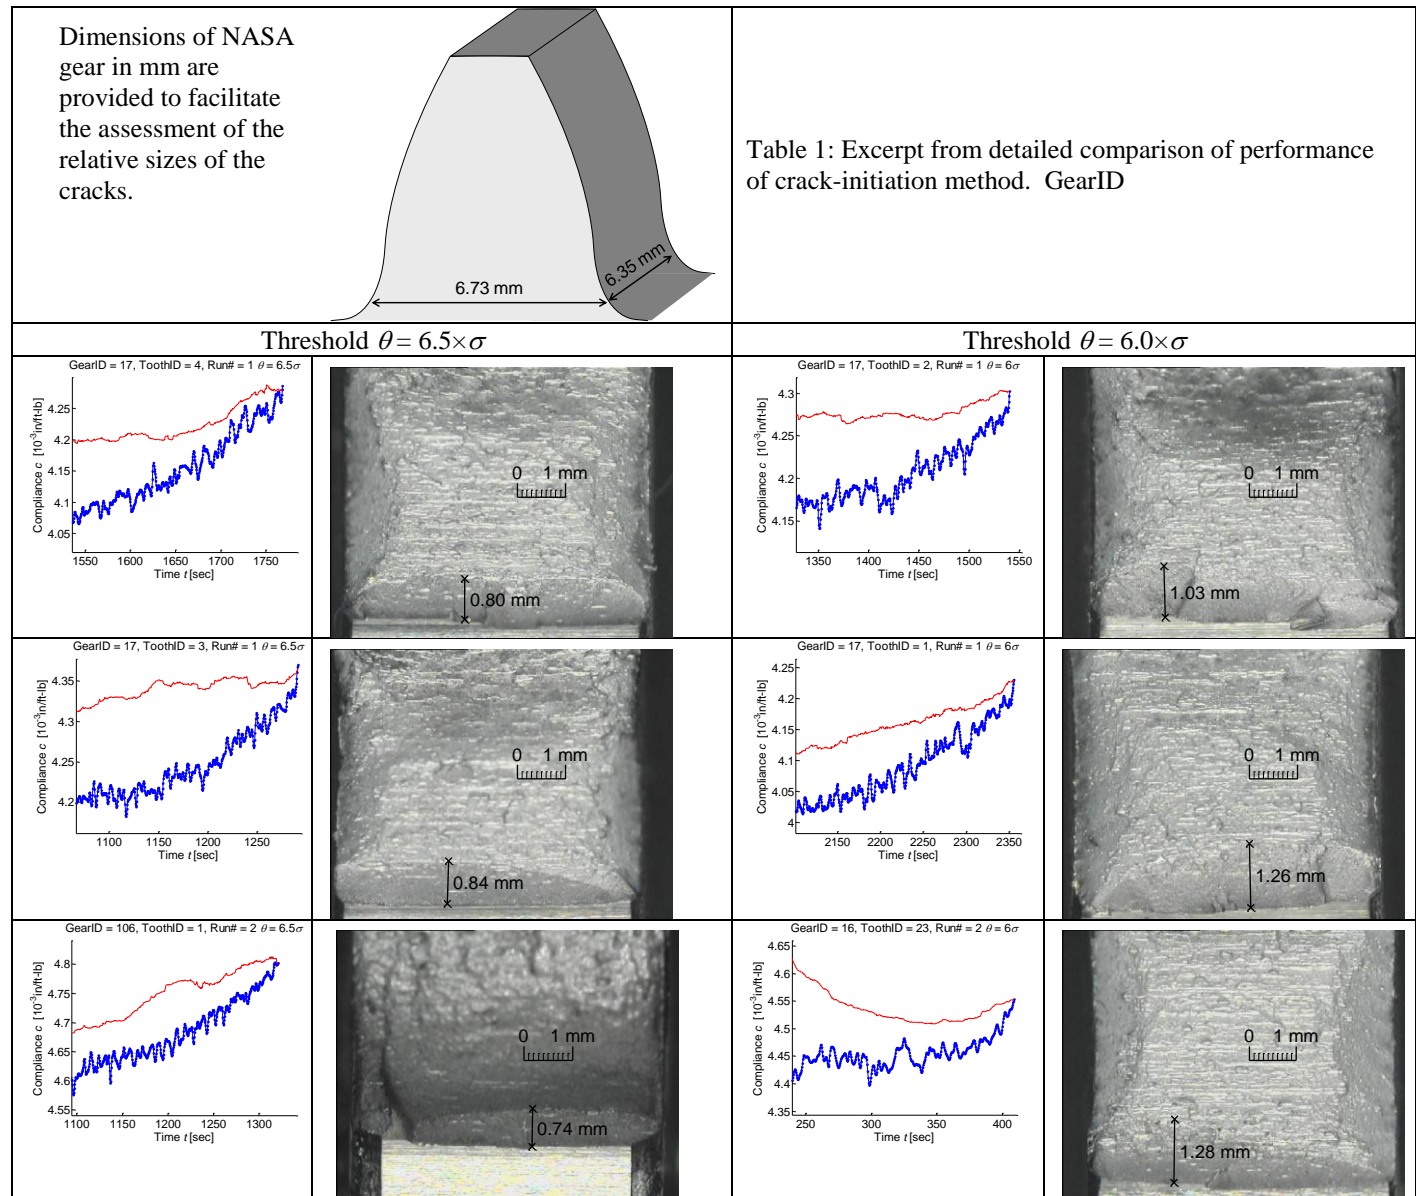 Dimensions of NASA
gear in mm are
provided to facilitate
the assessment of the
relative sizes of the
cracks.
6.73 mm
6.35 mm
Table 1: Excerpt from detailed comparison of performance
of crack-initiation method.  GearID
Threshold θ = 6.5×σ
Threshold θ = 6.0×σ
GearID = 17, ToothID = 4, Run# = 1 θ = 6.5σ
Compliance c [10⁻³in/ft-lb]
4.25
4.2
4.15
4.1
4.05
1550 1600 1650 1700 1750
Time t [sec]
0 1 mm
0.80 mm
GearID = 17, ToothID = 2, Run# = 1 θ = 6σ
Compliance c [10⁻³in/ft-lb]
4.3
4.25
4.2
4.15
1350 1400 1450 1500 1550
Time t [sec]
0 1 mm
1.03 mm
GearID = 17, ToothID = 3, Run# = 1 θ = 6.5σ
Compliance c [10⁻³in/ft-lb]
4.35
4.3
4.25
4.2
1100 1150 1200 1250
Time t [sec]
0 1 mm
0.84 mm
GearID = 17, ToothID = 1, Run# = 1 θ = 6σ
Compliance c [10⁻³in/ft-lb]
4.25
4.2
4.15
4.1
4.05
4
2150 2200 2250 2300 2350
Time t [sec]
0 1 mm
1.26 mm
GearID = 106, ToothID = 1, Run# = 2 θ = 6.5σ
Compliance c [10⁻³in/ft-lb]
4.8
4.75
4.7
4.65
4.6
4.55
1100 1150 1200 1250 1300
Time t [sec]
0 1 mm
0.74 mm
GearID = 16, ToothID = 23, Run# = 2 θ = 6σ
Compliance c [10⁻³in/ft-lb]
4.65
4.6
4.55
4.5
4.45
4.4
4.35
250 300 350 400
Time t [sec]
0 1 mm
1.28 mm